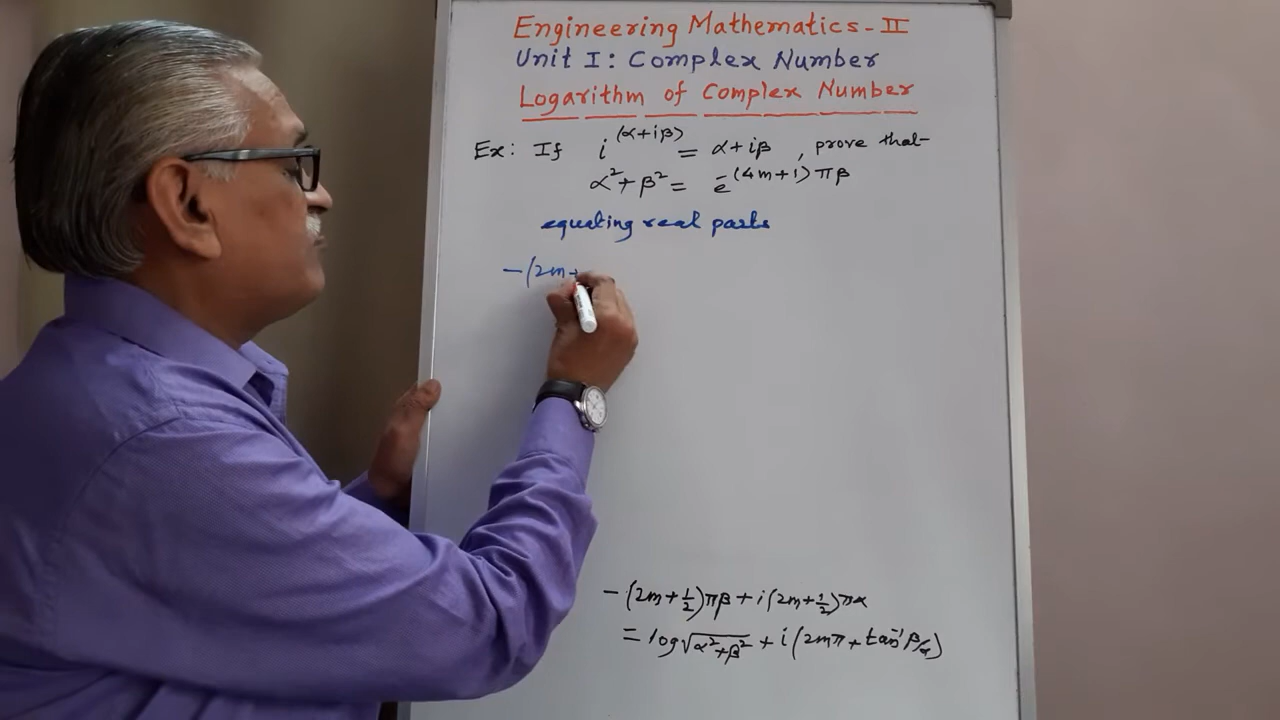 Engineering Mathematics - II
Unit I: Complex Number
Logarithm of Complex Number
Ex: If i^(α+iβ) = α+iβ, prove that
α²+β² = e^-(4m+1)πβ
equating real parts
-(2m+
-(2m+1/2)πβ + i(2m+1/2)πα
= log√(α²+β²) + i(2mπ + tan⁻¹ β/α)